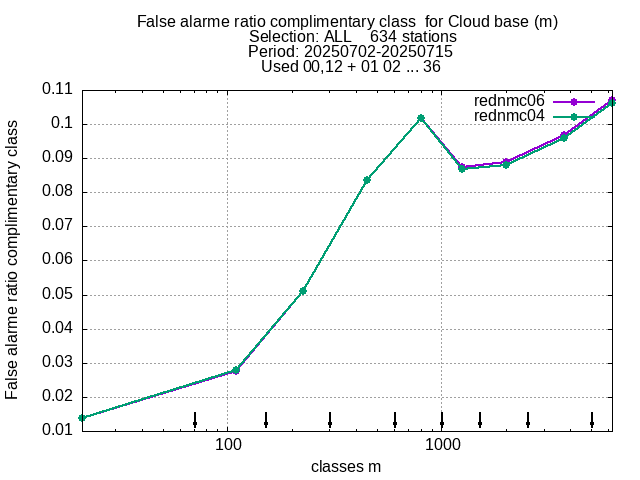 False alarme ratio complimentary class  for Cloud base (m)
Selection: ALL    634 stations
Period: 20250702-20250715
Used 00,12 + 01 02 ... 36
rednmc06
rednmc04
False alarme ratio complimentary class
0.11
0.1
0.09
0.08
0.07
0.06
0.05
0.04
0.03
0.02
0.01
100
1000
classes m